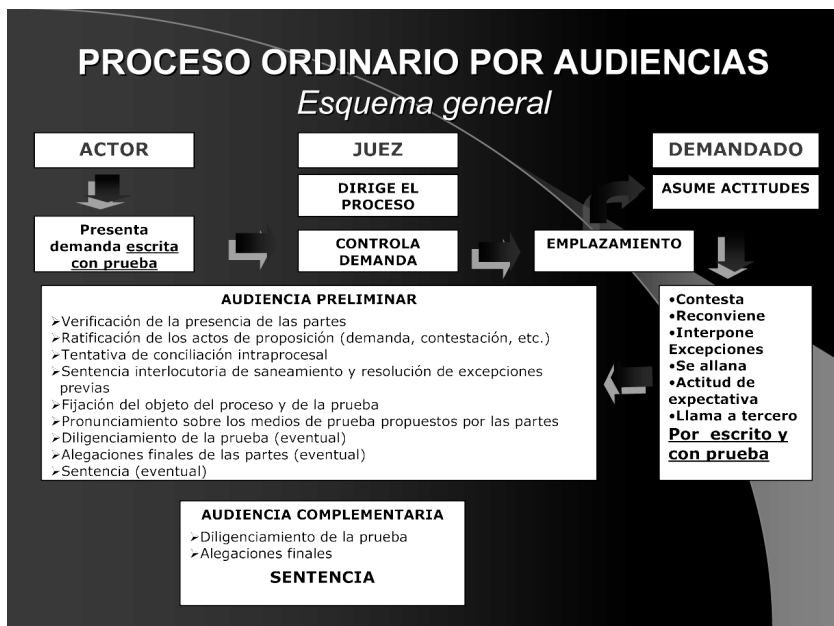 PROCESO ORDINARIO POR AUDIENCIAS
Esquema general
ACTOR
JUEZ
DEMANDADO
DIRIGE EL
PROCESO
ASUME ACTITUDES
Presenta
demanda escrita
con prueba
CONTROLA
DEMANDA
EMPLAZAMIENTO
•Contesta
•Reconviene
•Interpone
Excepciones
•Se allana
•Actitud de
expectativa
•Llama a tercero
Por escrito y
con prueba
AUDIENCIA PRELIMINAR
➢Verificación de la presencia de las partes
➢Ratificación de los actos de proposición (demanda, contestación, etc.)
➢Tentativa de conciliación intraprocesal
➢Sentencia interlocutoria de saneamiento y resolución de excepciones
previas
➢Fijación del objeto del proceso y de la prueba
➢Pronunciamiento sobre los medios de prueba propuestos por las partes
➢Diligenciamiento de la prueba (eventual)
➢Alegaciones finales de las partes (eventual)
➢Sentencia (eventual)
AUDIENCIA COMPLEMENTARIA
➢Diligenciamiento de la prueba
➢Alegaciones finales
SENTENCIA